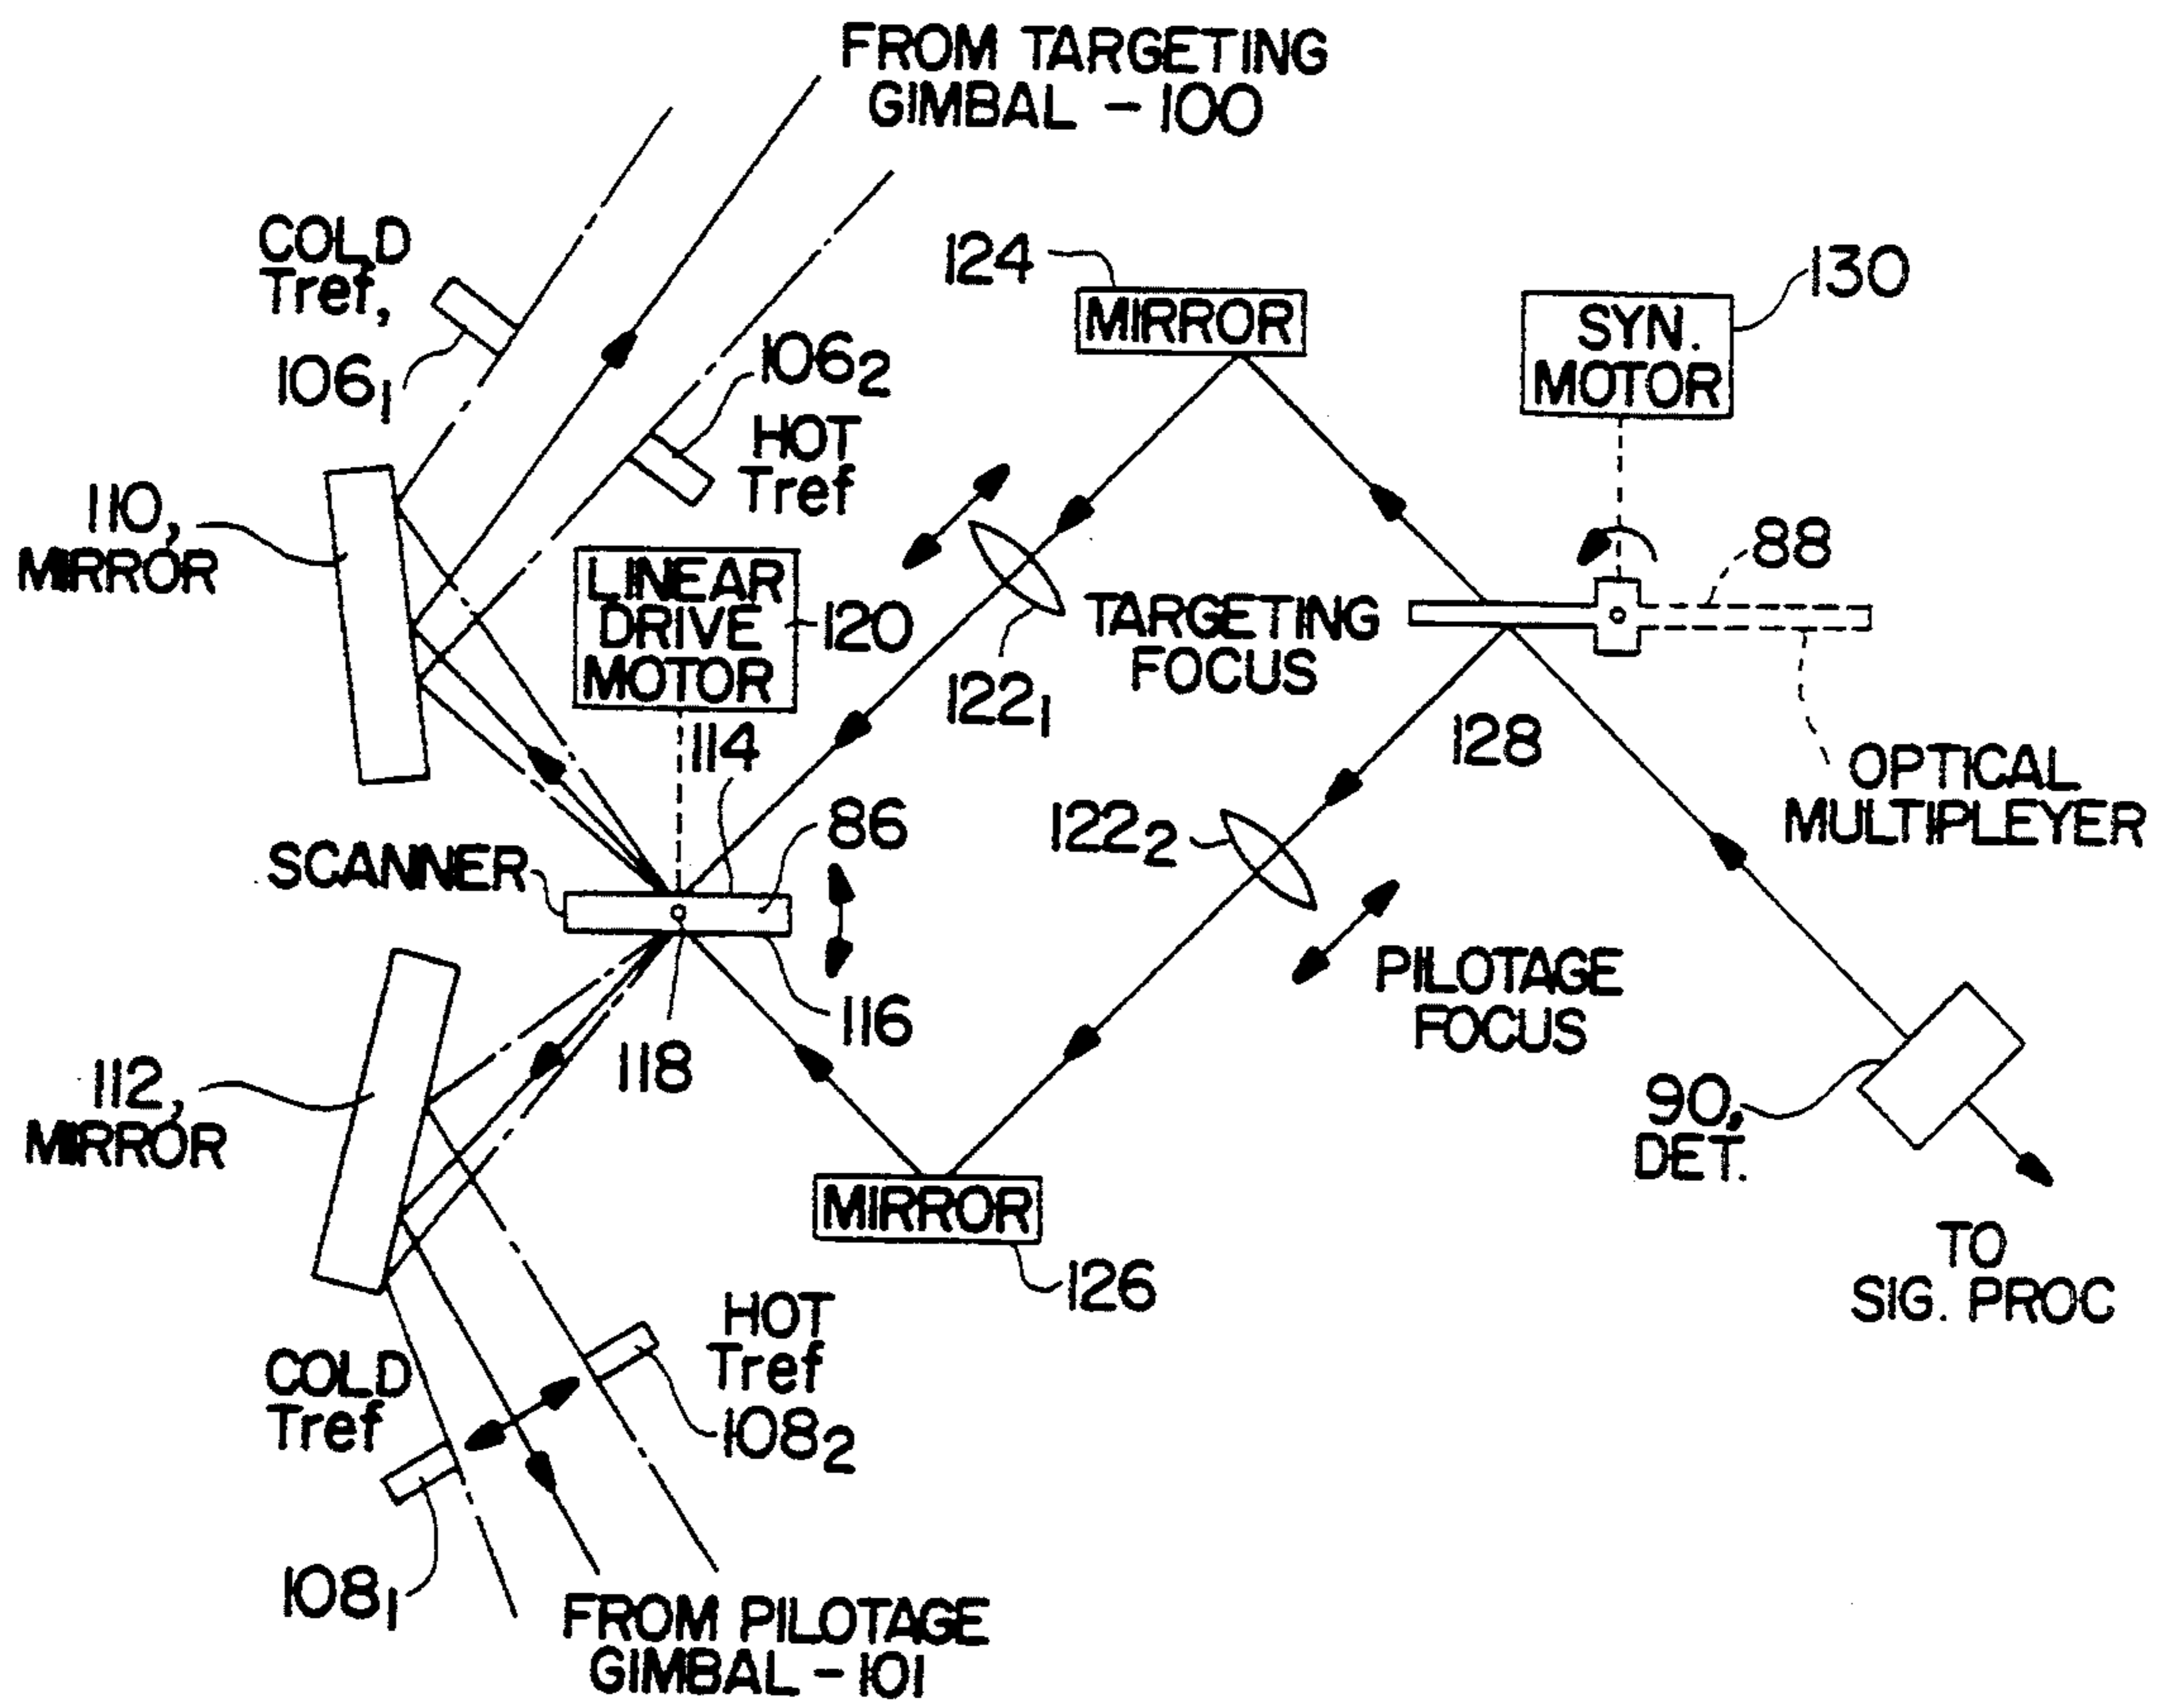 FROM TARGETING
GIMBAL - 100
COLD
Tref,
106₁
106₂
HOT
Tref
124
MIRROR
130
SYN.
MOTOR
110,
MIRROR
LINEAR
DRIVE
MOTOR
120
TARGETING
FOCUS
122₁
88
128
OPTICAL
MULTIPLEYER
114
86
SCANNER
122₂
116
118
PILOTAGE
FOCUS
112,
MIRROR
90,
DET.
MIRROR
126
TO
SIG. PROC
HOT
Tref
108₂
COLD
Tref
108₁
FROM PILOTAGE
GIMBAL - 101